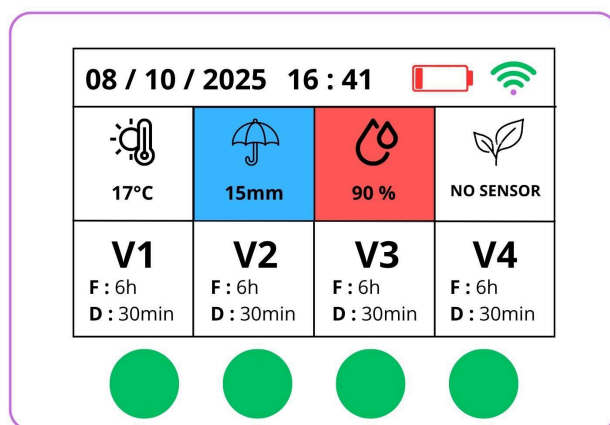 08 / 10 / 2025 16 : 41
17°C 15mm 90 % NO SENSOR
V1 V2 V3 V4
F : 6h F : 6h F : 6h F : 6h
D : 30min D : 30min D : 30min D : 30min